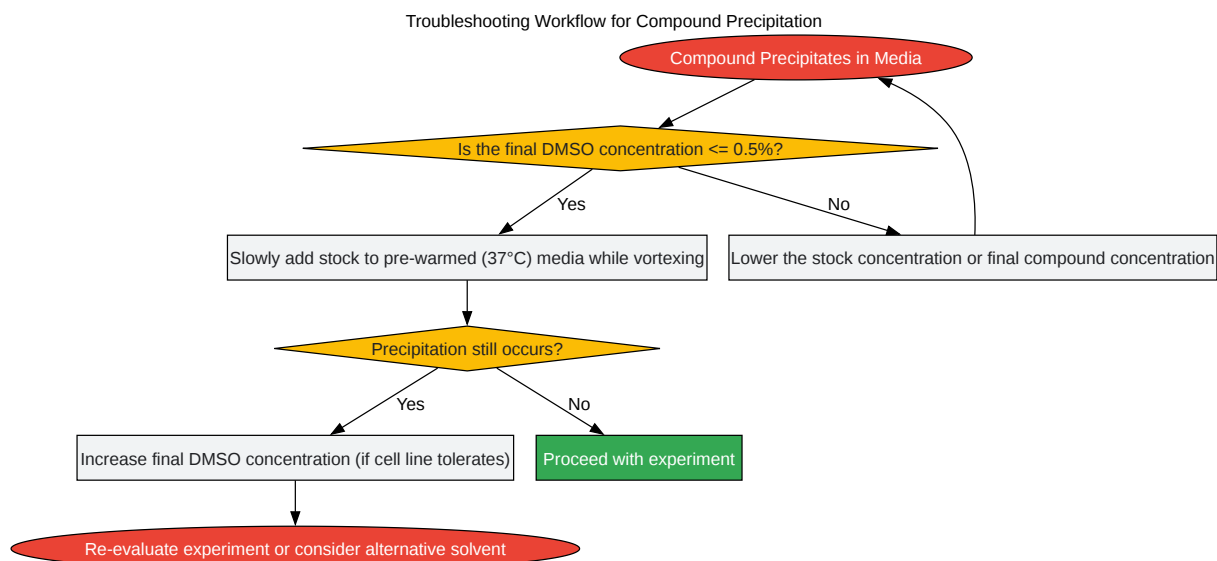 Troubleshooting Workflow for Compound Precipitation
Compound Precipitates in Media
Is the final DMSO concentration <= 0.5%?
Yes
No
Slowly add stock to pre-warmed (37°C) media while vortexing
Lower the stock concentration or final compound concentration
Precipitation still occurs?
Yes
No
Increase final DMSO concentration (if cell line tolerates)
Proceed with experiment
Re-evaluate experiment or consider alternative solvent